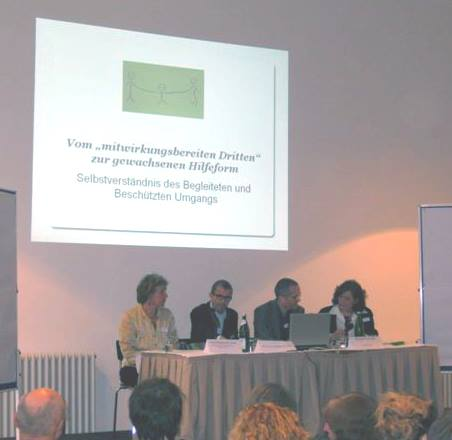 Vom „mitwirkungsbereiten Dritten“
zur gewachsenen Hilfeform
Selbstverständnis des Begleiteten und
Beschützten Umgangs